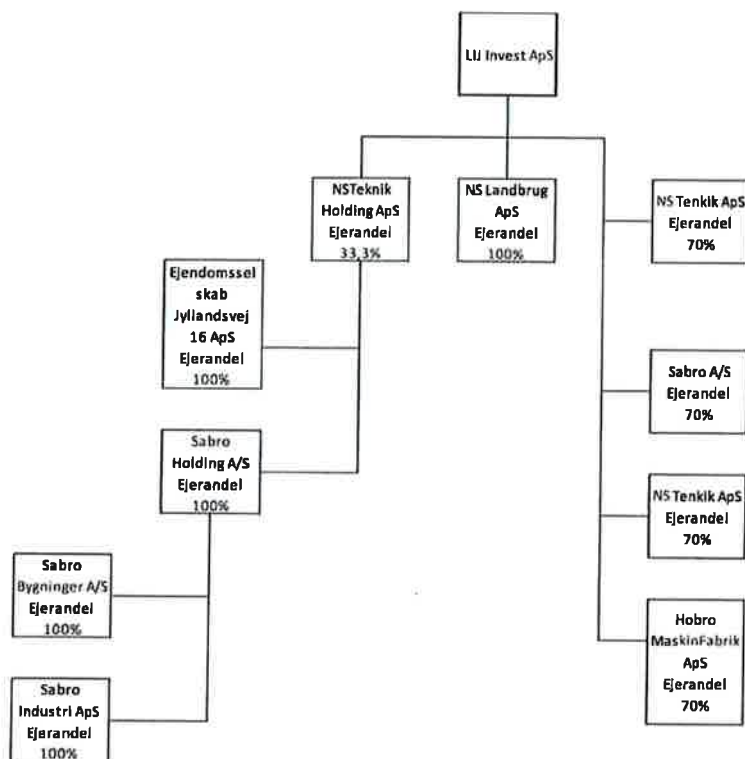 LIJ Invest ApS
NSTeknik
Holding ApS
Ejerandel
33,3%
NS Landbrug
ApS
Ejerandel
100%
NS Tenkik ApS
Ejerandel
70%
Ejendomssel
skab
Jyllandsvej
16 ApS
Ejerandel
100%
Sabro A/S
Ejerandel
70%
Sabro
Holding A/S
Ejerandel
100%
NS Tenkik ApS
Ejerandel
70%
Sabro
Bygninger A/S
Ejerandel
100%
Hobro
MaskinFabrik
ApS
Ejerandel
70%
Sabro
Industri ApS
Ejerandel
100%